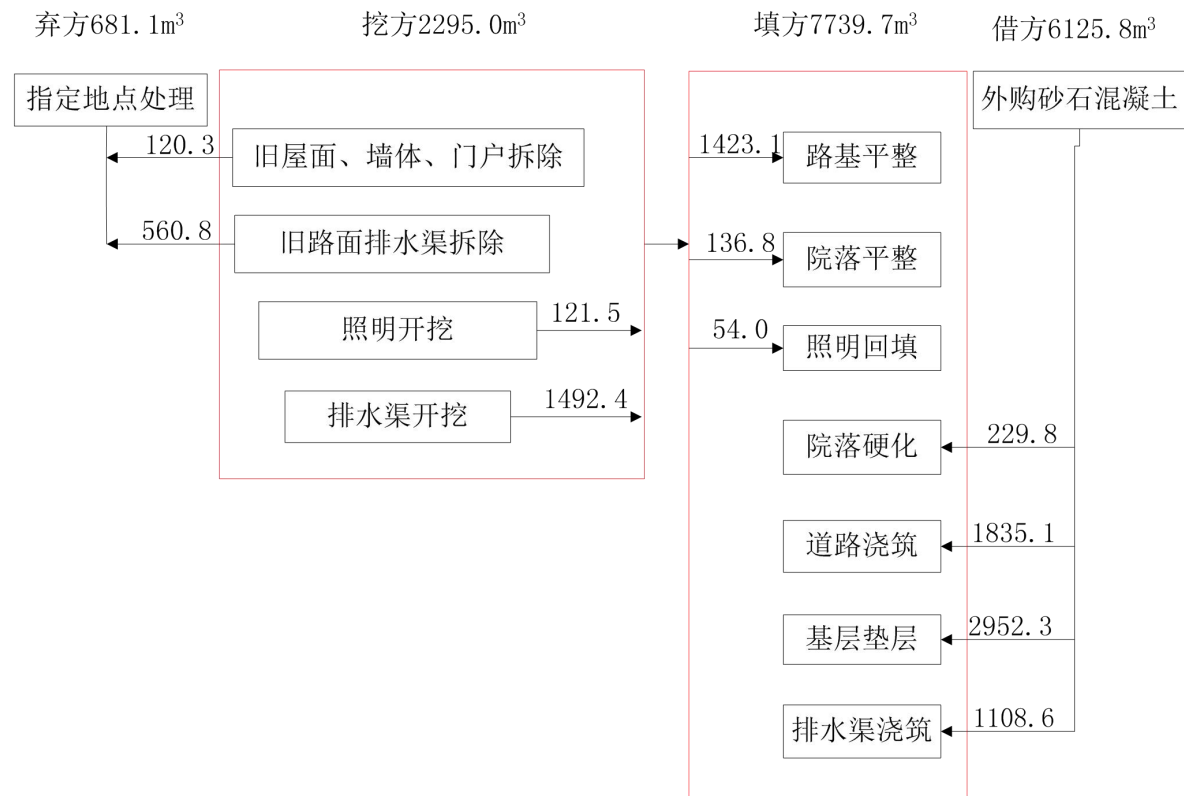 弃方681.1m³
挖方2295.0m³
填方7739.7m³
借方6125.8m³
指定地点处理
外购砂石混凝土
120.3
旧屋面、墙体、门户拆除
1423.1
路基平整
560.8
旧路面排水渠拆除
136.8
院落平整
照明开挖
121.5
54.0
照明回填
排水渠开挖
1492.4
院落硬化
229.8
道路浇筑
1835.1
基层垫层
2952.3
排水渠浇筑
1108.6